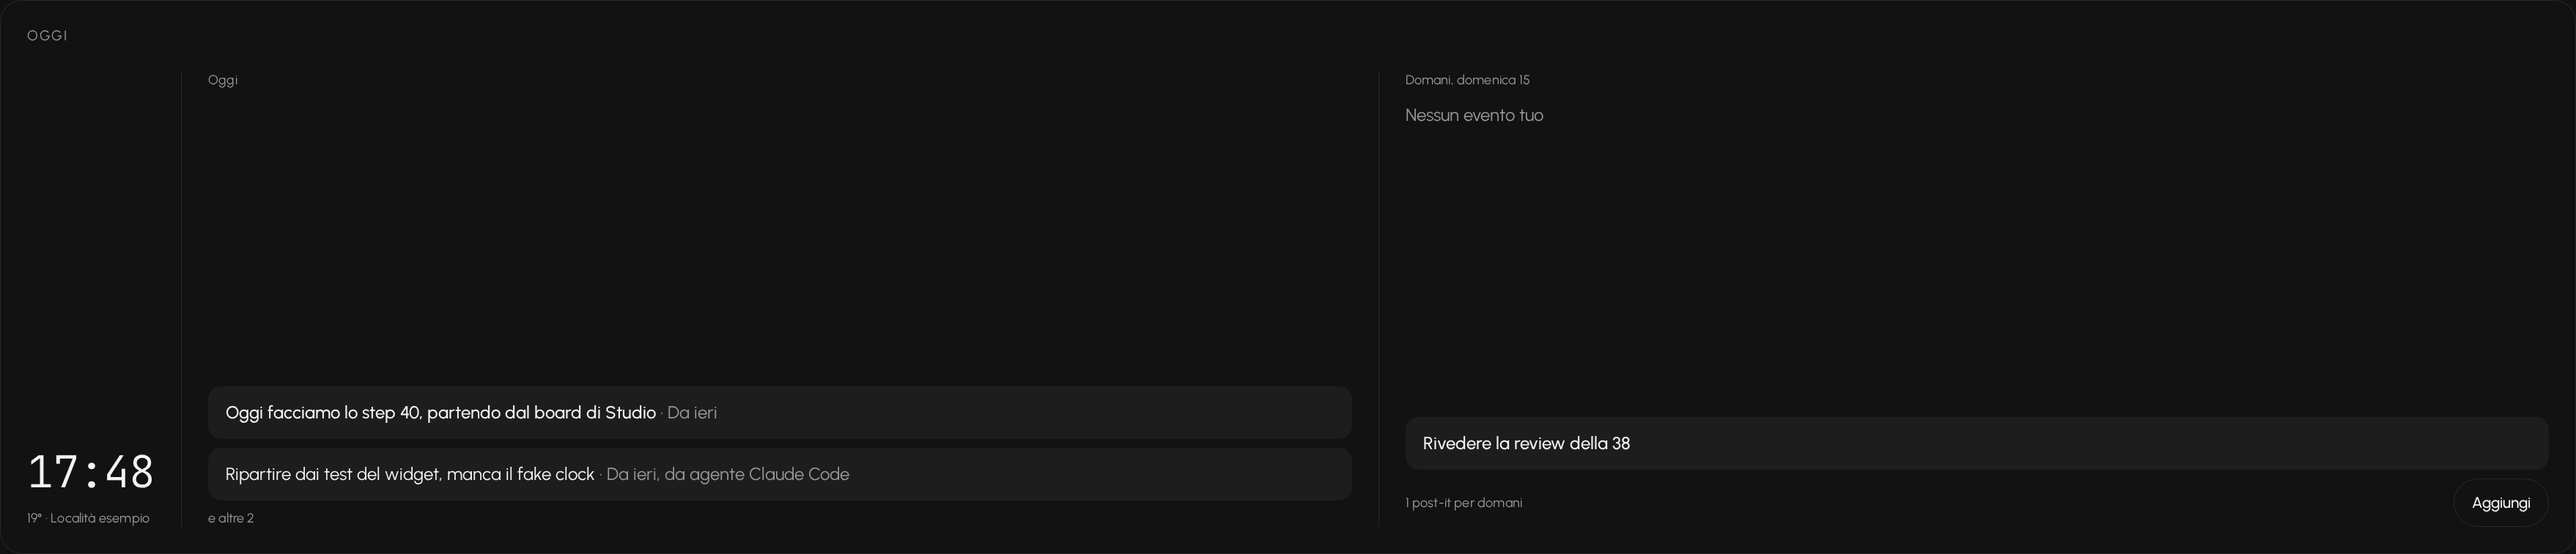 OGGI
17:48
19° · Località esempio
Oggi
Oggi facciamo lo step 40, partendo dal board di Studio · Da ieri
Ripartire dai test del widget, manca il fake clock · Da ieri, da agente Claude Code
e altre 2
Domani, domenica 15
Nessun evento tuo
Rivedere la review della 38
1 post-it per domani
Aggiungi